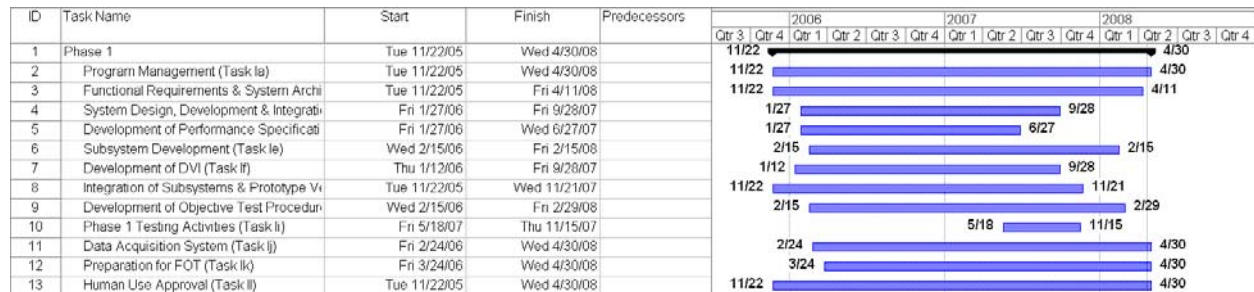 ID Task Name Start Finish Predecessors
2006 2007 2008
Qtr 3 Qtr 4 Qtr 1 Qtr 2 Qtr 3 Qtr 4 Qtr 1 Qtr 2 Qtr 3 Qtr 4 Qtr 1 Qtr 2 Qtr 3 Qtr 4
1 Phase 1 Tue 11/22/05 Wed 4/30/08 11/22 4/30
2 Program Management (Task Ia) Tue 11/22/05 Wed 4/30/08 11/22 4/30
3 Functional Requirements & System Archi Tue 11/22/05 Fri 4/11/08 11/22 4/11
4 System Design, Development & Integrati Fri 1/27/06 Fri 9/28/07 1/27 9/28
5 Development of Performance Specificati Fri 1/27/06 Wed 6/27/07 1/27 6/27
6 Subsystem Development (Task Ie) Wed 2/15/06 Fri 2/15/08 2/15 2/15
7 Development of DVI (Task If) Thu 1/12/06 Fri 9/28/07 1/12 9/28
8 Integration of Subsystems & Prototype Ve Tue 11/22/05 Wed 11/21/07 11/22 11/21
9 Development of Objective Test Procedur Wed 2/15/06 Fri 2/29/08 2/15 2/29
10 Phase 1 Testing Activities (Task Ii) Fri 5/18/07 Thu 11/15/07 5/18 11/15
11 Data Acquisition System (Task Ij) Fri 2/24/06 Wed 4/30/08 2/24 4/30
12 Preparation for FOT (Task Ik) Fri 3/24/06 Wed 4/30/08 3/24 4/30
13 Human Use Approval (Task Il) Tue 11/22/05 Wed 4/30/08 11/22 4/30